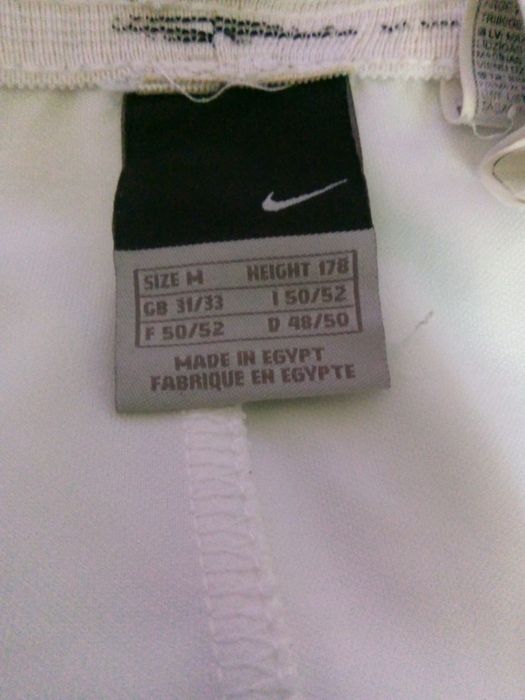 SIZE M HEIGHT 178
GB 31/33 I 50/52
F 50/52 D 48/50
MADE IN EGYPT
FABRIQUE EN EGYPTE